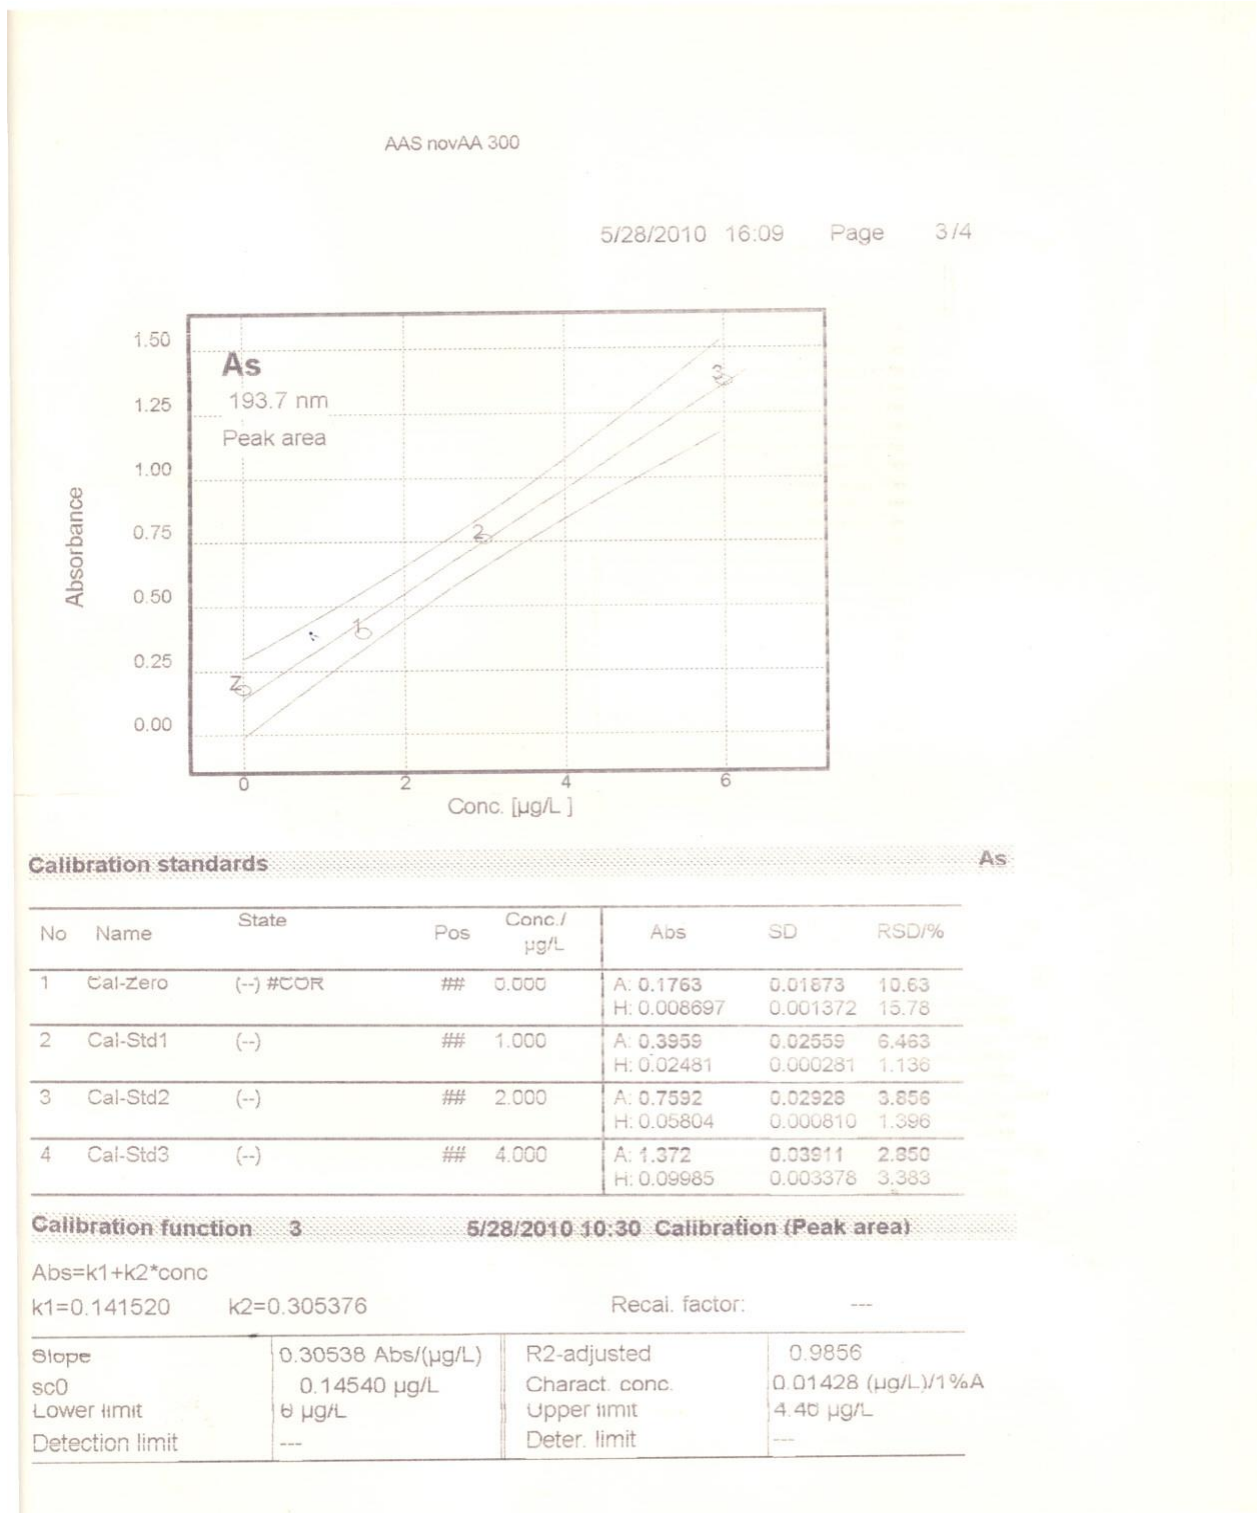 AAS novAA 300
5/28/2010 16:09 Page 3/4
1.50
As
193.7 nm
1.25
Peak area
1.00
0.75
0.50
0.25
0.00
Absorbance
Z
1
2
3
0 2 4 6
Conc. [µg/L ]
Calibration standards As
No Name State Pos Conc./ µg/L Abs SD RSD/%
1 Cal-Zero (--) #COR ## 0.000 A: 0.1763 0.01873 10.63
H: 0.008697 0.001372 15.78
2 Cal-Std1 (--) ## 1.000 A: 0.3959 0.02559 6.463
H: 0.02481 0.000281 1.136
3 Cal-Std2 (--) ## 2.000 A: 0.7592 0.02928 3.856
H: 0.05804 0.000810 1.396
4 Cal-Std3 (--) ## 4.000 A: 1.372 0.03911 2.850
H: 0.09985 0.003378 3.383
Calibration function 3 5/28/2010 10:30 Calibration (Peak area)
Abs=k1+k2*conc
k1=0.141520 k2=0.305376 Recal. factor: ---
Slope 0.30538 Abs/(µg/L) R2-adjusted 0.9856
sc0 0.14540 µg/L Charact. conc. 0.01428 (µg/L)/1%A
Lower limit µg/L Upper limit 4.40 µg/L
Detection limit --- Deter. limit ---